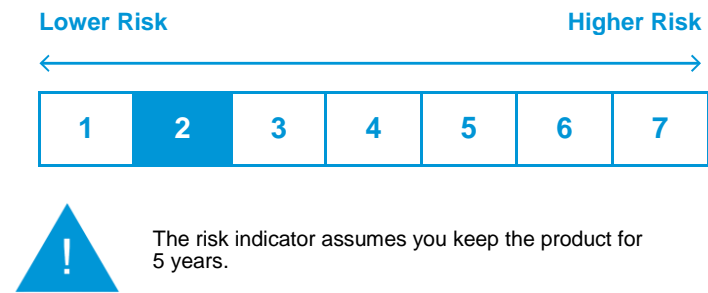 Lower Risk Higher Risk
1 2 3 4 5 6 7
!
The risk indicator assumes you keep the product for
5 years.